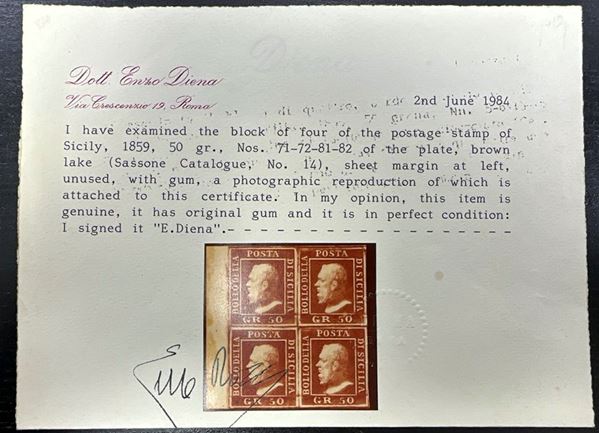 Diena
Dott. Enzo Diena
Via Crescenzio 19, Roma
2nd June 1984
I have examined the block of four of the postage stamp of
Sicily, 1859, 50 gr., Nos. 71-72-81-82 of the plate, brown
lake (Sassone Catalogue, No. 14), sheet margin at left,
unused, with gum, a photographic reproduction of which is
attached to this certificate. In my opinion, this item is
genuine, it has original gum and it is in perfect condition:
I signed it "E.Diena".- - - - - - - - - - - - - - - - - -
POSTA
BOLLO DELLA
DI SICILIA
GR 50
POSTA
BOLLO DELLA
DI SICILIA
GR 50
POSTA
BOLLO DELLA
DI SICILIA
GR 50
POSTA
BOLLO DELLA
DI SICILIA
GR 50